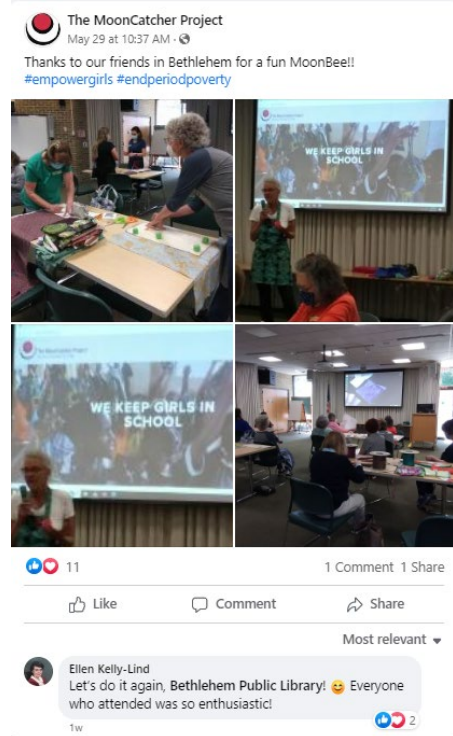 The MoonCatcher Project
May 29 at 10:37 AM ·
Thanks to our friends in Bethlehem for a fun MoonBee!!
#empowergirls #endperiodpoverty
WE KEEP GIRLS IN
SCHOOL
The MoonCatcher Project
WE KEEP GIRLS IN
SCHOOL
11
1 Comment 1 Share
Like
Comment
Share
Most relevant
Ellen Kelly-Lind
Let's do it again, Bethlehem Public Library! 😊 Everyone
who attended was so enthusiastic!
2
1w